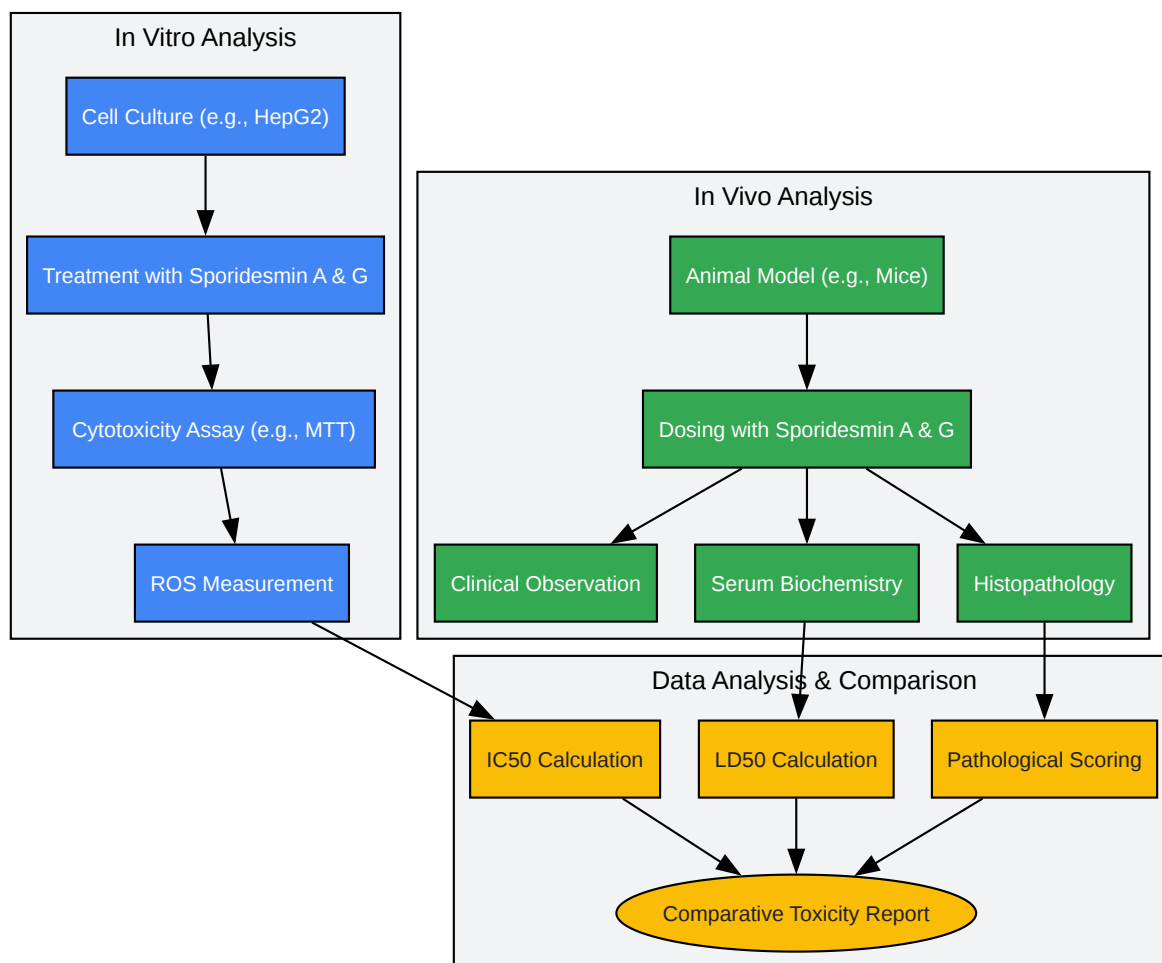 In Vitro Analysis
Cell Culture (e.g., HepG2)
Treatment with Sporidesmin A & G
Cytotoxicity Assay (e.g., MTT)
ROS Measurement
In Vivo Analysis
Animal Model (e.g., Mice)
Dosing with Sporidesmin A & G
Clinical Observation
Serum Biochemistry
Histopathology
Data Analysis & Comparison
IC50 Calculation
LD50 Calculation
Pathological Scoring
Comparative Toxicity Report